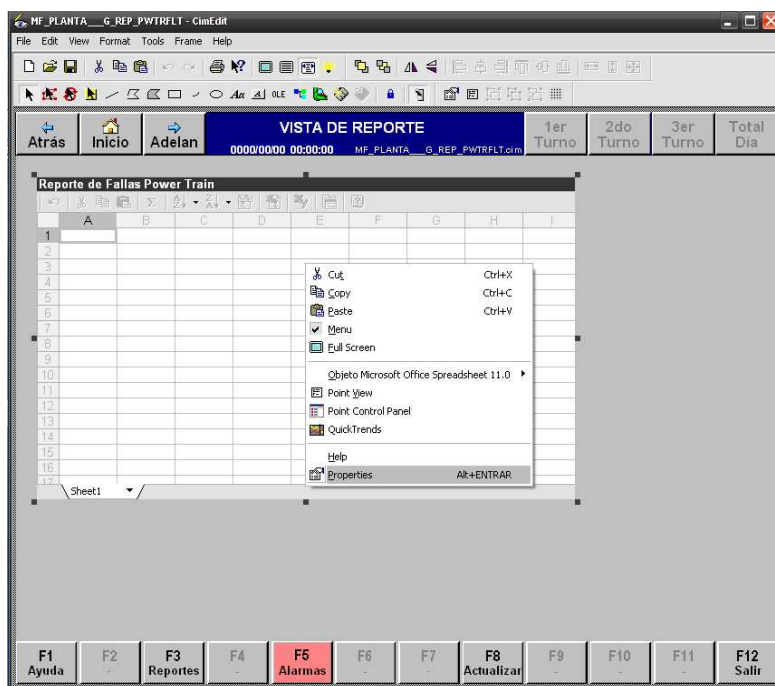 MF_PLANTA___G_REP_PWTRFLT - CimEdit
File Edit View Format Tools Frame Help
OLE
Atrás
Inicio
Adelan
VISTA DE REPORTE
0000/00/00 00:00:00 MF_PLANTA___G_REP_PWTRFLT.cim
1er Turno
2do Turno
3er Turno
Total Dia
Reporte de Fallas Power Train
A B C D E F G H I
1
2
3
4
5
6
7
8
9
10
11
12
13
14
15
16
17
Cut Ctrl+X
Copy Ctrl+C
Paste Ctrl+V
Menu
Full Screen
Objeto Microsoft Office Spreadsheet 11.0
Point View
Point Control Panel
QuickTrends
Help
Properties Alt+ENTRAR
Sheet1
F1 Ayuda
F2 -
F3 Reportes
F4 -
F5 Alarmas
F6 -
F7 -
F8 Actualizar
F9 -
F10 -
F11 -
F12 Salir